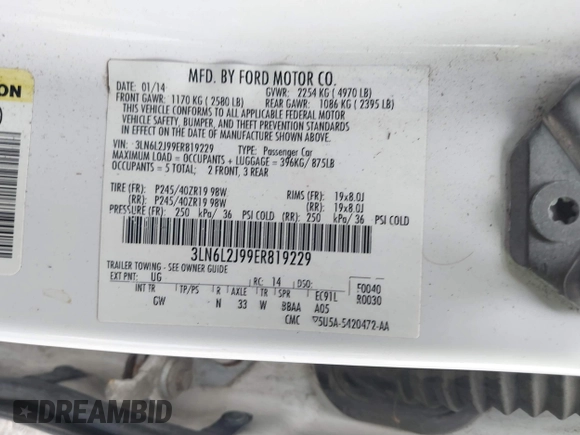 ION
MFD. BY FORD MOTOR CO.
DATE: 01/14 GVWR: 2254 KG ( 4970 LB)
FRONT GAWR: 1170 KG ( 2580 LB) REAR GAWR: 1086 KG ( 2395 LB)
THIS VEHICLE CONFORMS TO ALL APPLICABLE FEDERAL MOTOR
VEHICLE SAFETY, BUMPER, AND THEFT PREVENTION STANDARDS
IN EFFECT ON THE DATE OF MANUFACTURE SHOWN ABOVE.
VIN: 3LN6L2J99ER819229 TYPE: Passenger Car
MAXIMUM LOAD = OCCUPANTS + LUGGAGE = 396KG/875LB
OCCUPANTS = 5 TOTAL; 2 FRONT, 3 REAR
TIRE (FR): P245/40ZR19 98W RIMS (FR): 19x8.0J
(RR): P245/40ZR19 98W (RR): 19x8.0J
PRESSURE (FR): 250 kPa/ 36 PSI COLD (RR): 250 kPa/ 36 PSI COLD
3LN6L2J99ER819229
TRAILER TOWING - SEE OWNER GUIDE
EXT PNT: UG RC: 14 DSO: F0040
R0030
INT TR TP/PS R AXLE TR SPR EC91L
GW N 33 W BBAA A05
CMC 5U5A-5420472-AA
DREAMBID